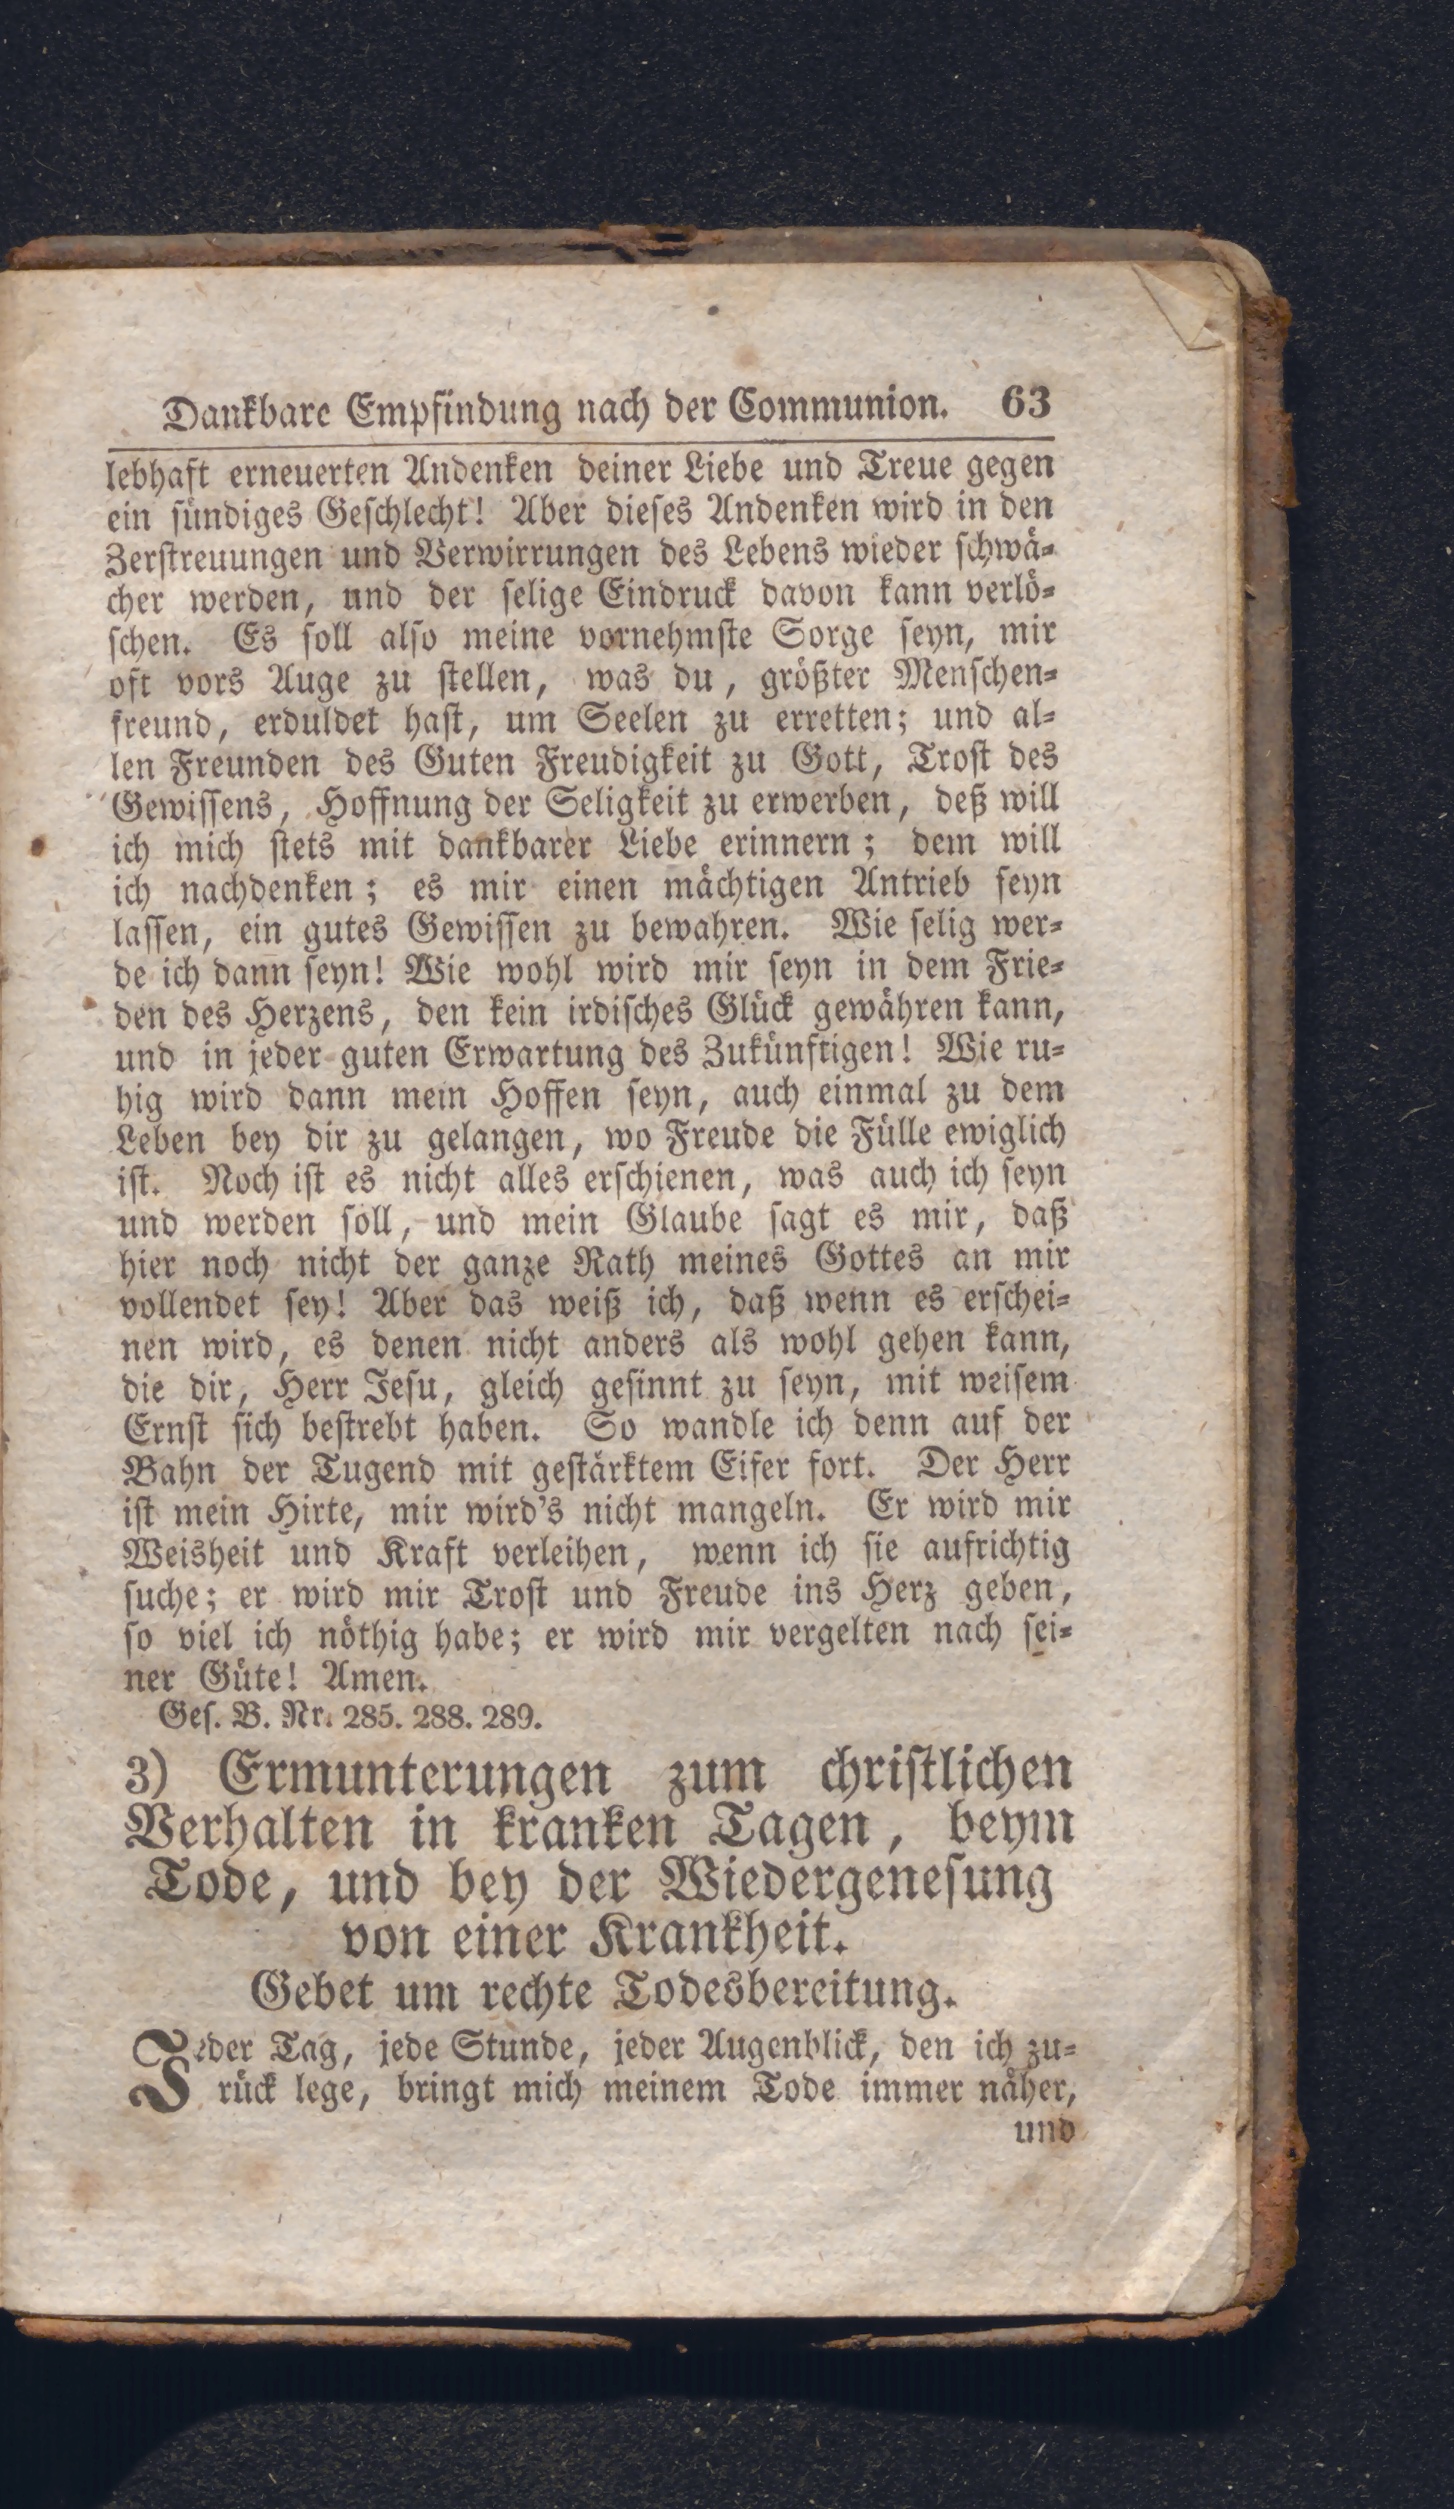 Dankbare Empfindung nach der Communion. 63
lebhaft erneuerten Andenken deiner Liebe und Treue gegen
ein sündiges Geschlecht! Aber dieses Andenken wird in den
Zerstreuungen und Verwirrungen des Lebens wieder schwä-
cher werden, und der selige Eindruck davon kann verlö-
schen. Es soll also meine vornehmste Sorge seyn, mir
oft vors Auge zu stellen, was du, größter Menschen-
freund, erduldet hast, um Seelen zu erretten; und al-
len Freunden des Guten Freudigkeit zu Gott, Trost des
Gewissens, Hoffnung der Seligkeit zu erwerben, deß will
ich mich stets mit dankbarer Liebe erinnern; dem will
ich nachdenken; es mir einen mächtigen Antrieb seyn
lassen, ein gutes Gewissen zu bewahren. Wie selig wer-
de ich dann seyn! Wie wohl wird mir seyn in dem Frie-
den des Herzens, den kein irdisches Glück gewähren kann,
und in jeder guten Erwartung des Zukünftigen! Wie ru-
hig wird dann mein Hoffen seyn, auch einmal zu dem
Leben bey dir zu gelangen, wo Freude die Fülle ewiglich
ist. Noch ist es nicht alles erschienen, was auch ich seyn
und werden soll, und mein Glaube sagt es mir, daß
hier noch nicht der ganze Rath meines Gottes an mir
vollendet sey! Aber das weiß ich, daß wenn es erschei-
nen wird, es denen nicht anders als wohl gehen kann,
die dir, Herr Jesu, gleich gesinnt zu seyn, mit weisem
Ernst sich bestrebt haben. So wandle ich denn auf der
Bahn der Tugend mit gestärktem Eifer fort. Der Herr
ist mein Hirte, mir wird's nicht mangeln. Er wird mir
Weisheit und Kraft verleihen, wenn ich sie aufrichtig
suche; er wird mir Trost und Freude ins Herz geben,
so viel ich nöthig habe; er wird mir vergelten nach sei-
ner Güte! Amen.
Ges. B. Nr. 285. 288. 289.
3) Ermunterungen zum christlichen
Verhalten in kranken Tagen, beym
Tode, und bey der Wiedergenesung
von einer Krankheit.
Gebet um rechte Todesbereitung.
Jeder Tag, jede Stunde, jeder Augenblick, den ich zu-
rück lege, bringt mich meinem Tode immer näher,
und